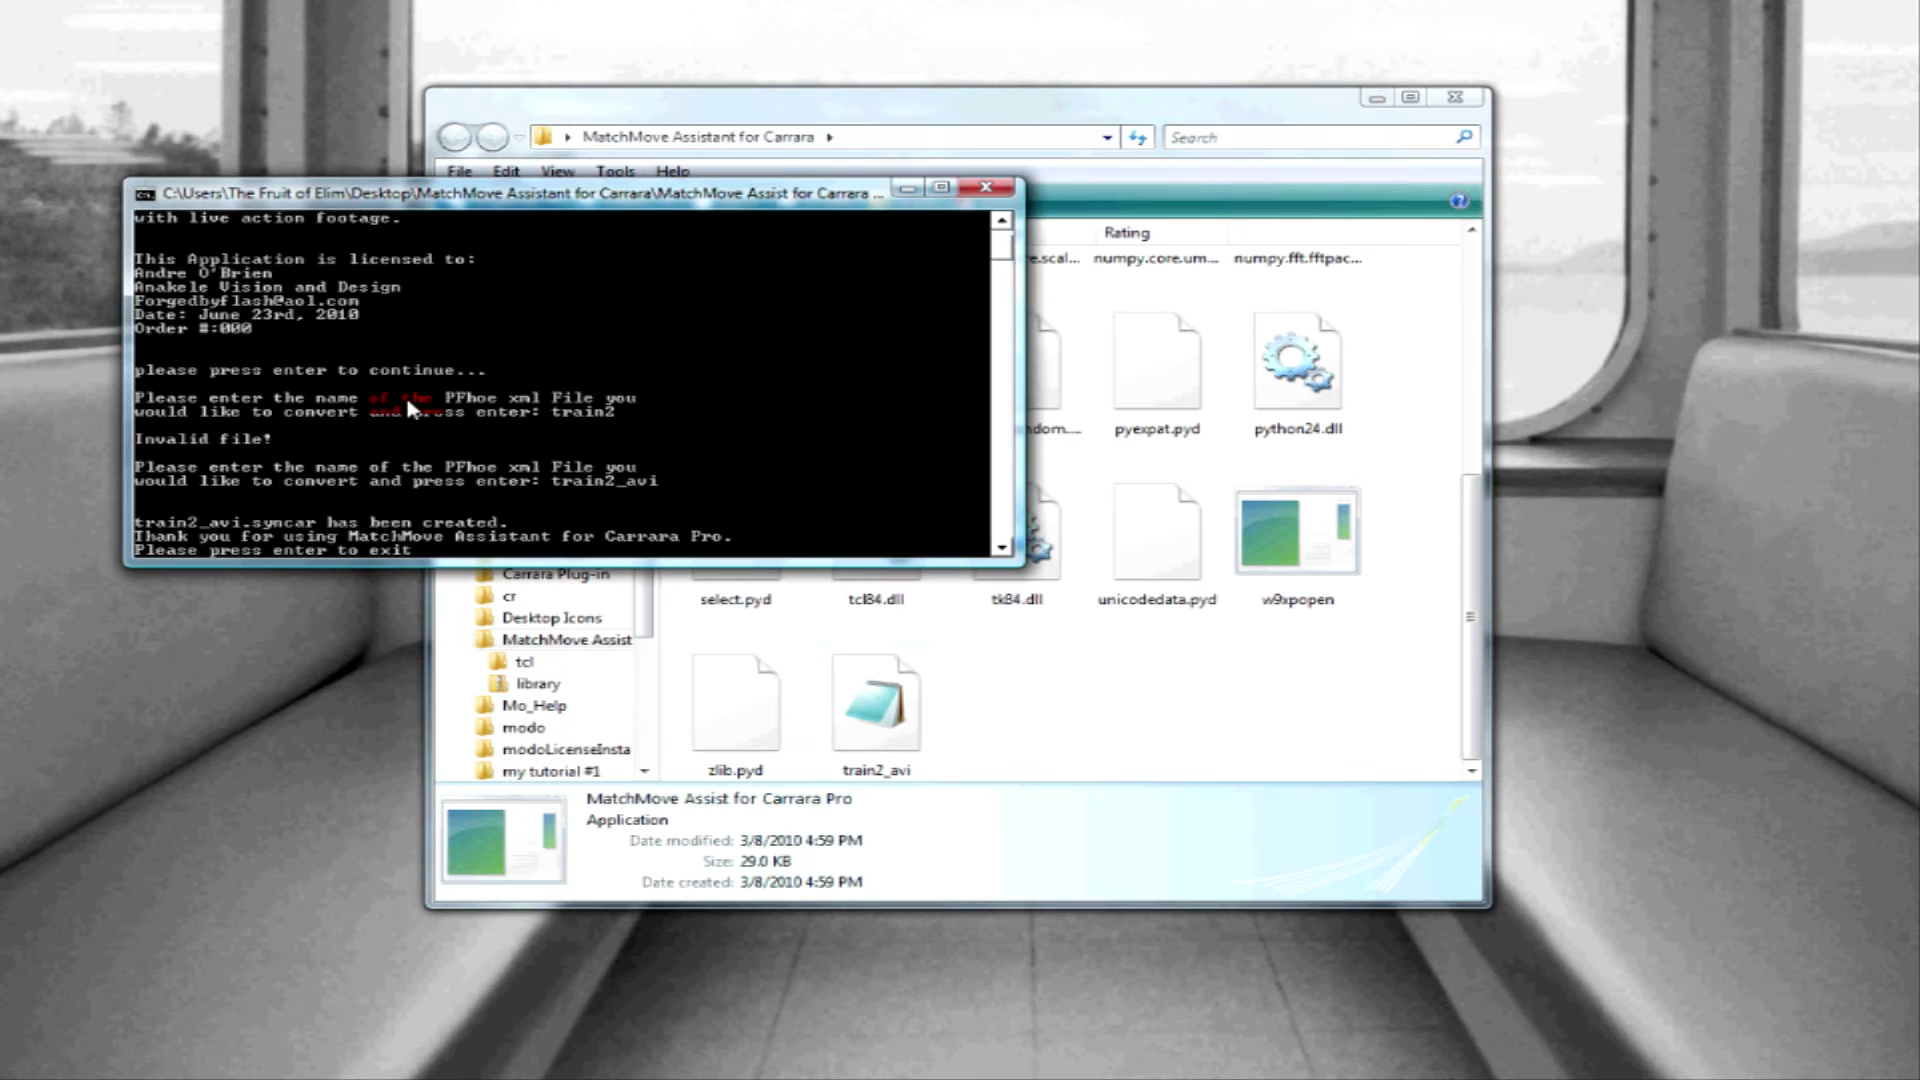 MatchMove Assistant for Carrara
Search
File Edit View Tools Help
C:\Users\The Fruit of Elim\Desktop\MatchMove Assistant for Carrara\MatchMove Assist for Carrara ...
with live action footage.
This Application is licensed to:
Andre O'Brien
Anakele Vision and Design
Forgedbyflash@aol.com
Date: June 23rd, 2010
Order #:000
please press enter to continue...
Please enter the name of the PFhoe xml File you
would like to convert and press enter: train2
Invalid file!
Please enter the name of the PFhoe xml File you
would like to convert and press enter: train2_avi
train2_avi.syncar has been created.
Thank you for using MatchMove Assistant for Carrara Pro.
Please press enter to exit
Rating
e.scal... numpy.core.um... numpy.fft.fftpac...
ndom.... pyexpat.pyd python24.dll
select.pyd tcl84.dll tk84.dll unicodedata.pyd w9xpopen
zlib.pyd train2_avi
Carrara Plug-in
cr
Desktop Icons
MatchMove Assist
tcl
library
Mo_Help
modo
modoLicenseInsta
my tutorial #1
MatchMove Assist for Carrara Pro
Application
Date modified: 3/8/2010 4:59 PM
Size: 29.0 KB
Date created: 3/8/2010 4:59 PM